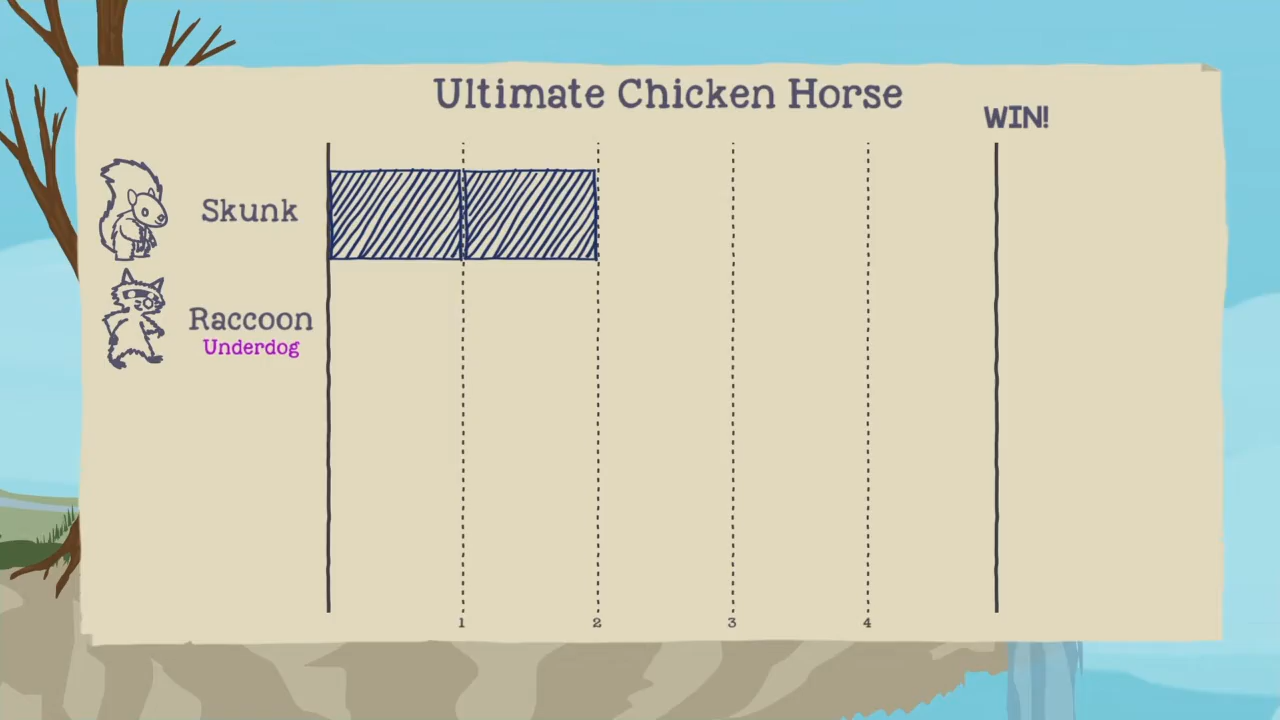 Ultimate Chicken Horse
WIN!
Skunk
Raccoon
Underdog
1 2 3 4